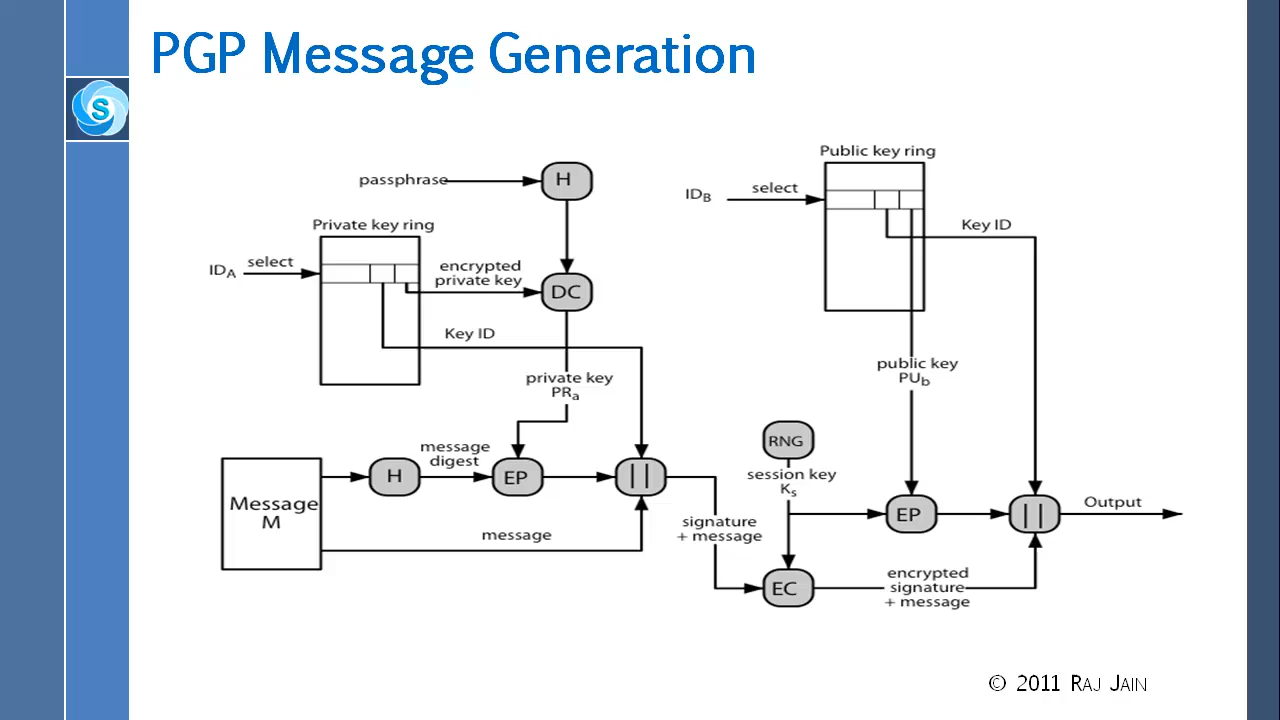 PGP Message Generation
S
Public key ring
passphrase
H
ID_B
select
Private key ring
Key ID
ID_A
select
encrypted
private key
DC
Key ID
private key
PR_a
public key
PU_b
RNG
message
digest
session key
K_s
Message
M
H
EP
||
message
signature
+ message
EP
||
Output
EC
encrypted
signature
+ message
© 2011 RAJ JAIN